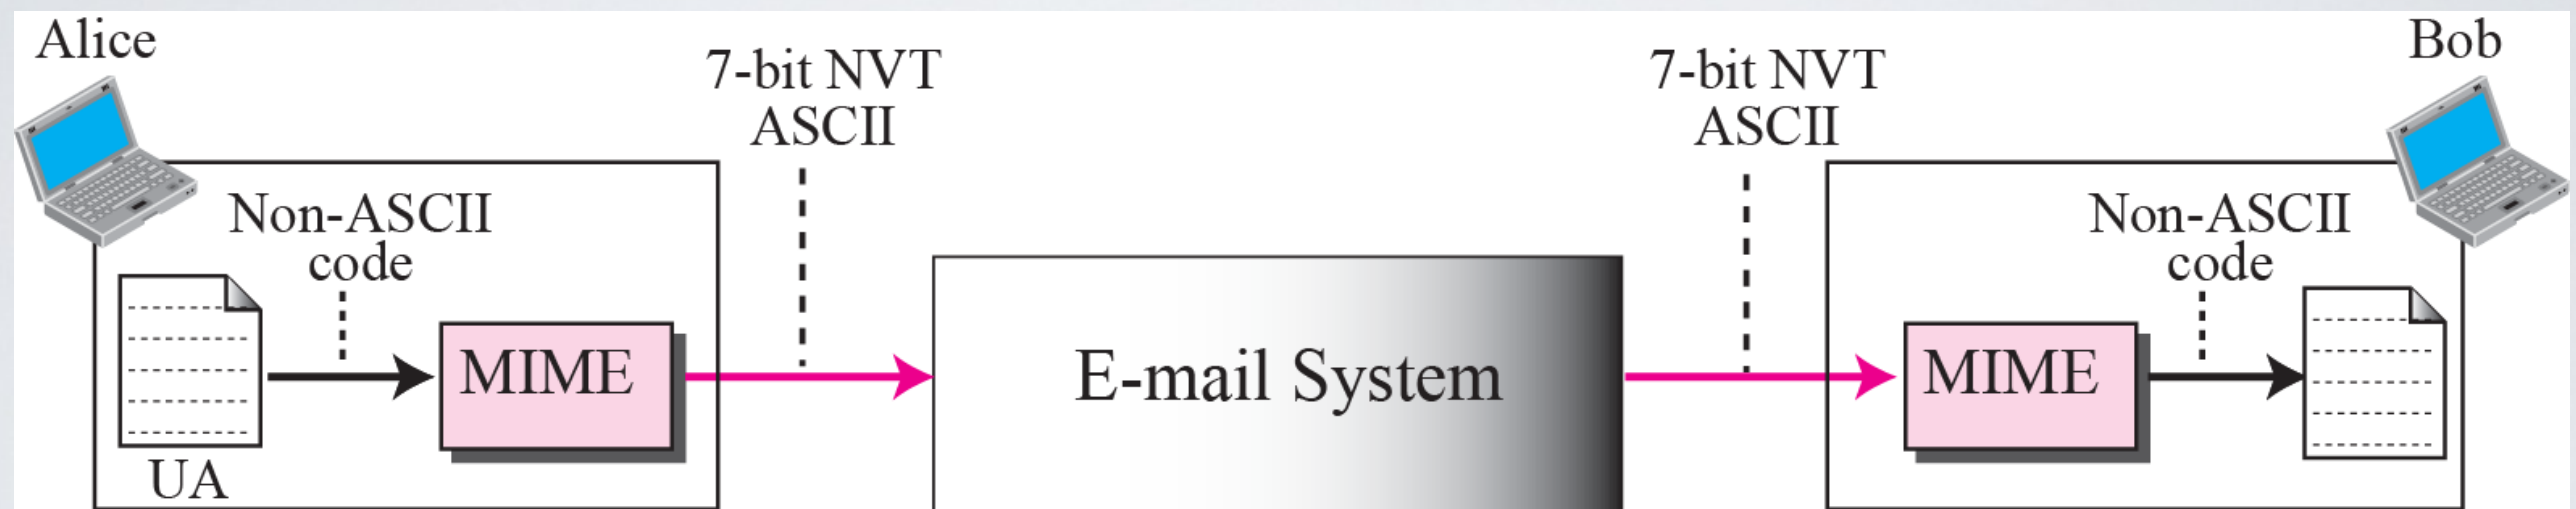 Alice
7-bit NVT
ASCII
7-bit NVT
ASCII
Bob
Non-ASCII
code
Non-ASCII
code
MIME
E-mail System
MIME
UA